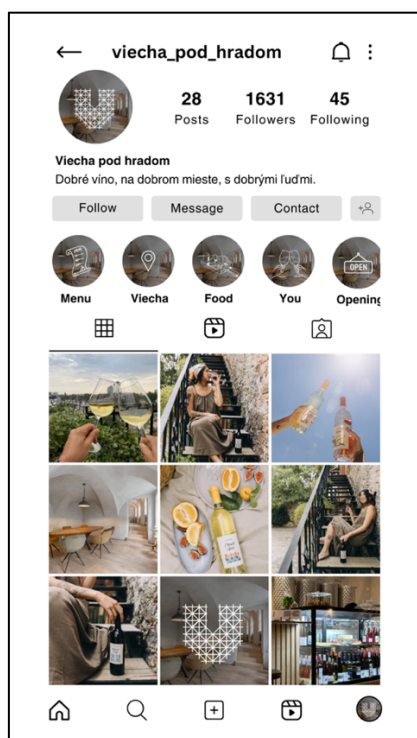 viecha_pod_hradom
28 1631 45
Posts Followers Following
Viecha pod hradom
Dobré víno, na dobrom mieste, s dobrými ľuďmi.
Follow Message Contact
OPEN
Menu Viecha Food You Opening